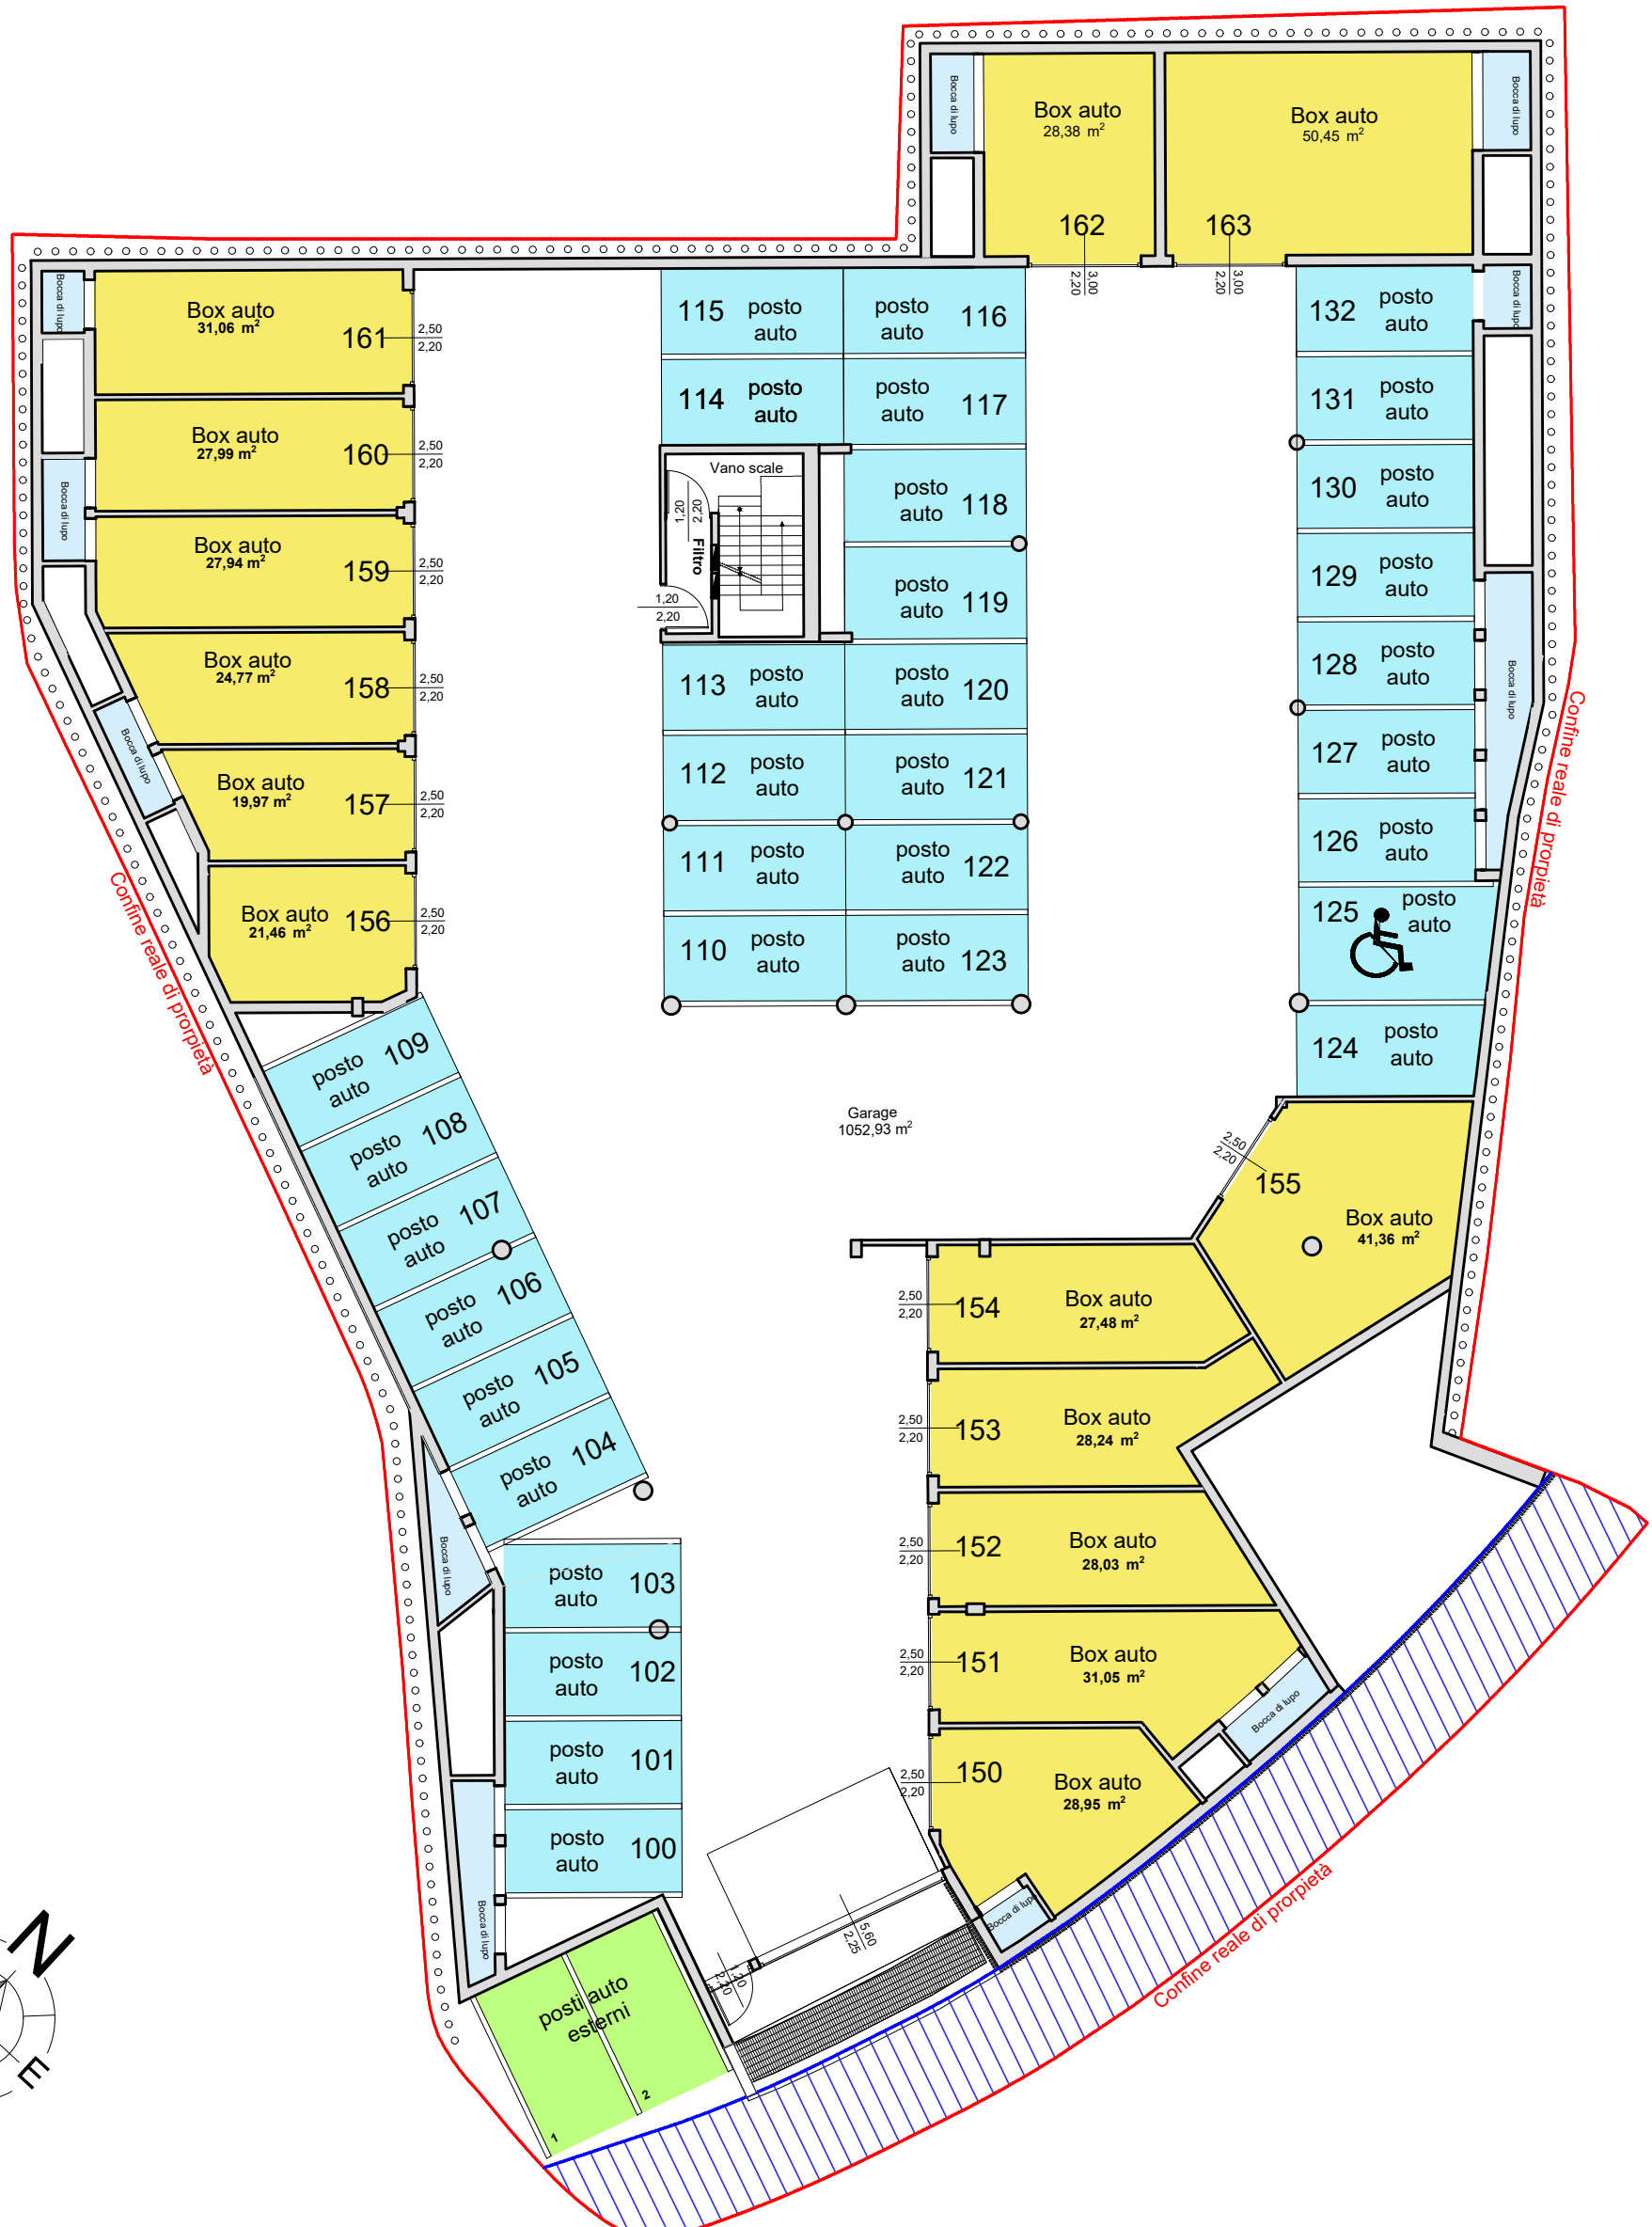 Bocca di lupo
Box auto
28,38 m²
162
3,00
2,20
Box auto
50,45 m²
163
3,00
2,20
Bocca di lupo
Bocca di lupo
Box auto
31,06 m²
161
2,50
2,20
Bocca di lupo
Box auto
27,99 m²
160
2,50
2,20
Box auto
27,94 m²
159
2,50
2,20
Box auto
24,77 m²
158
2,50
2,20
Bocca di lupo
Box auto
19,97 m²
157
2,50
2,20
Box auto
21,46 m²
156
2,50
2,20
Confine reale di prorpietà
115
posto
auto
posto
auto
116
114
posto
auto
posto
auto
117
Vano scale
1,20
2,20
Filtro
1,20
2,20
posto
auto
118
posto
auto
119
113
posto
auto
posto
auto
120
112
posto
auto
posto
auto
121
111
posto
auto
posto
auto
122
110
posto
auto
posto
auto
123
132
posto
auto
Bocca di lupo
131
posto
auto
130
posto
auto
129
posto
auto
128
posto
auto
127
posto
auto
126
posto
auto
Bocca di lupo
125
posto
auto
124
posto
auto
Confine reale di prorpietà
posto
auto
109
posto
auto
108
posto
auto
107
posto
auto
106
posto
auto
105
posto
auto
104
Garage
1052,93 m²
2,50
2,20
155
Box auto
41,36 m²
2,50
2,20
154
Box auto
27,48 m²
2,50
2,20
153
Box auto
28,24 m²
2,50
2,20
152
Box auto
28,03 m²
2,50
2,20
151
Box auto
31,05 m²
Bocca di lupo
2,50
2,20
150
Box auto
28,95 m²
Bocca di lupo
Bocca di lupo
posto
auto
103
posto
auto
102
posto
auto
101
posto
auto
100
Bocca di lupo
5,60
2,25
1,20
2,20
posti auto
esterni
1
2
Confine reale di prorpietà
N
E